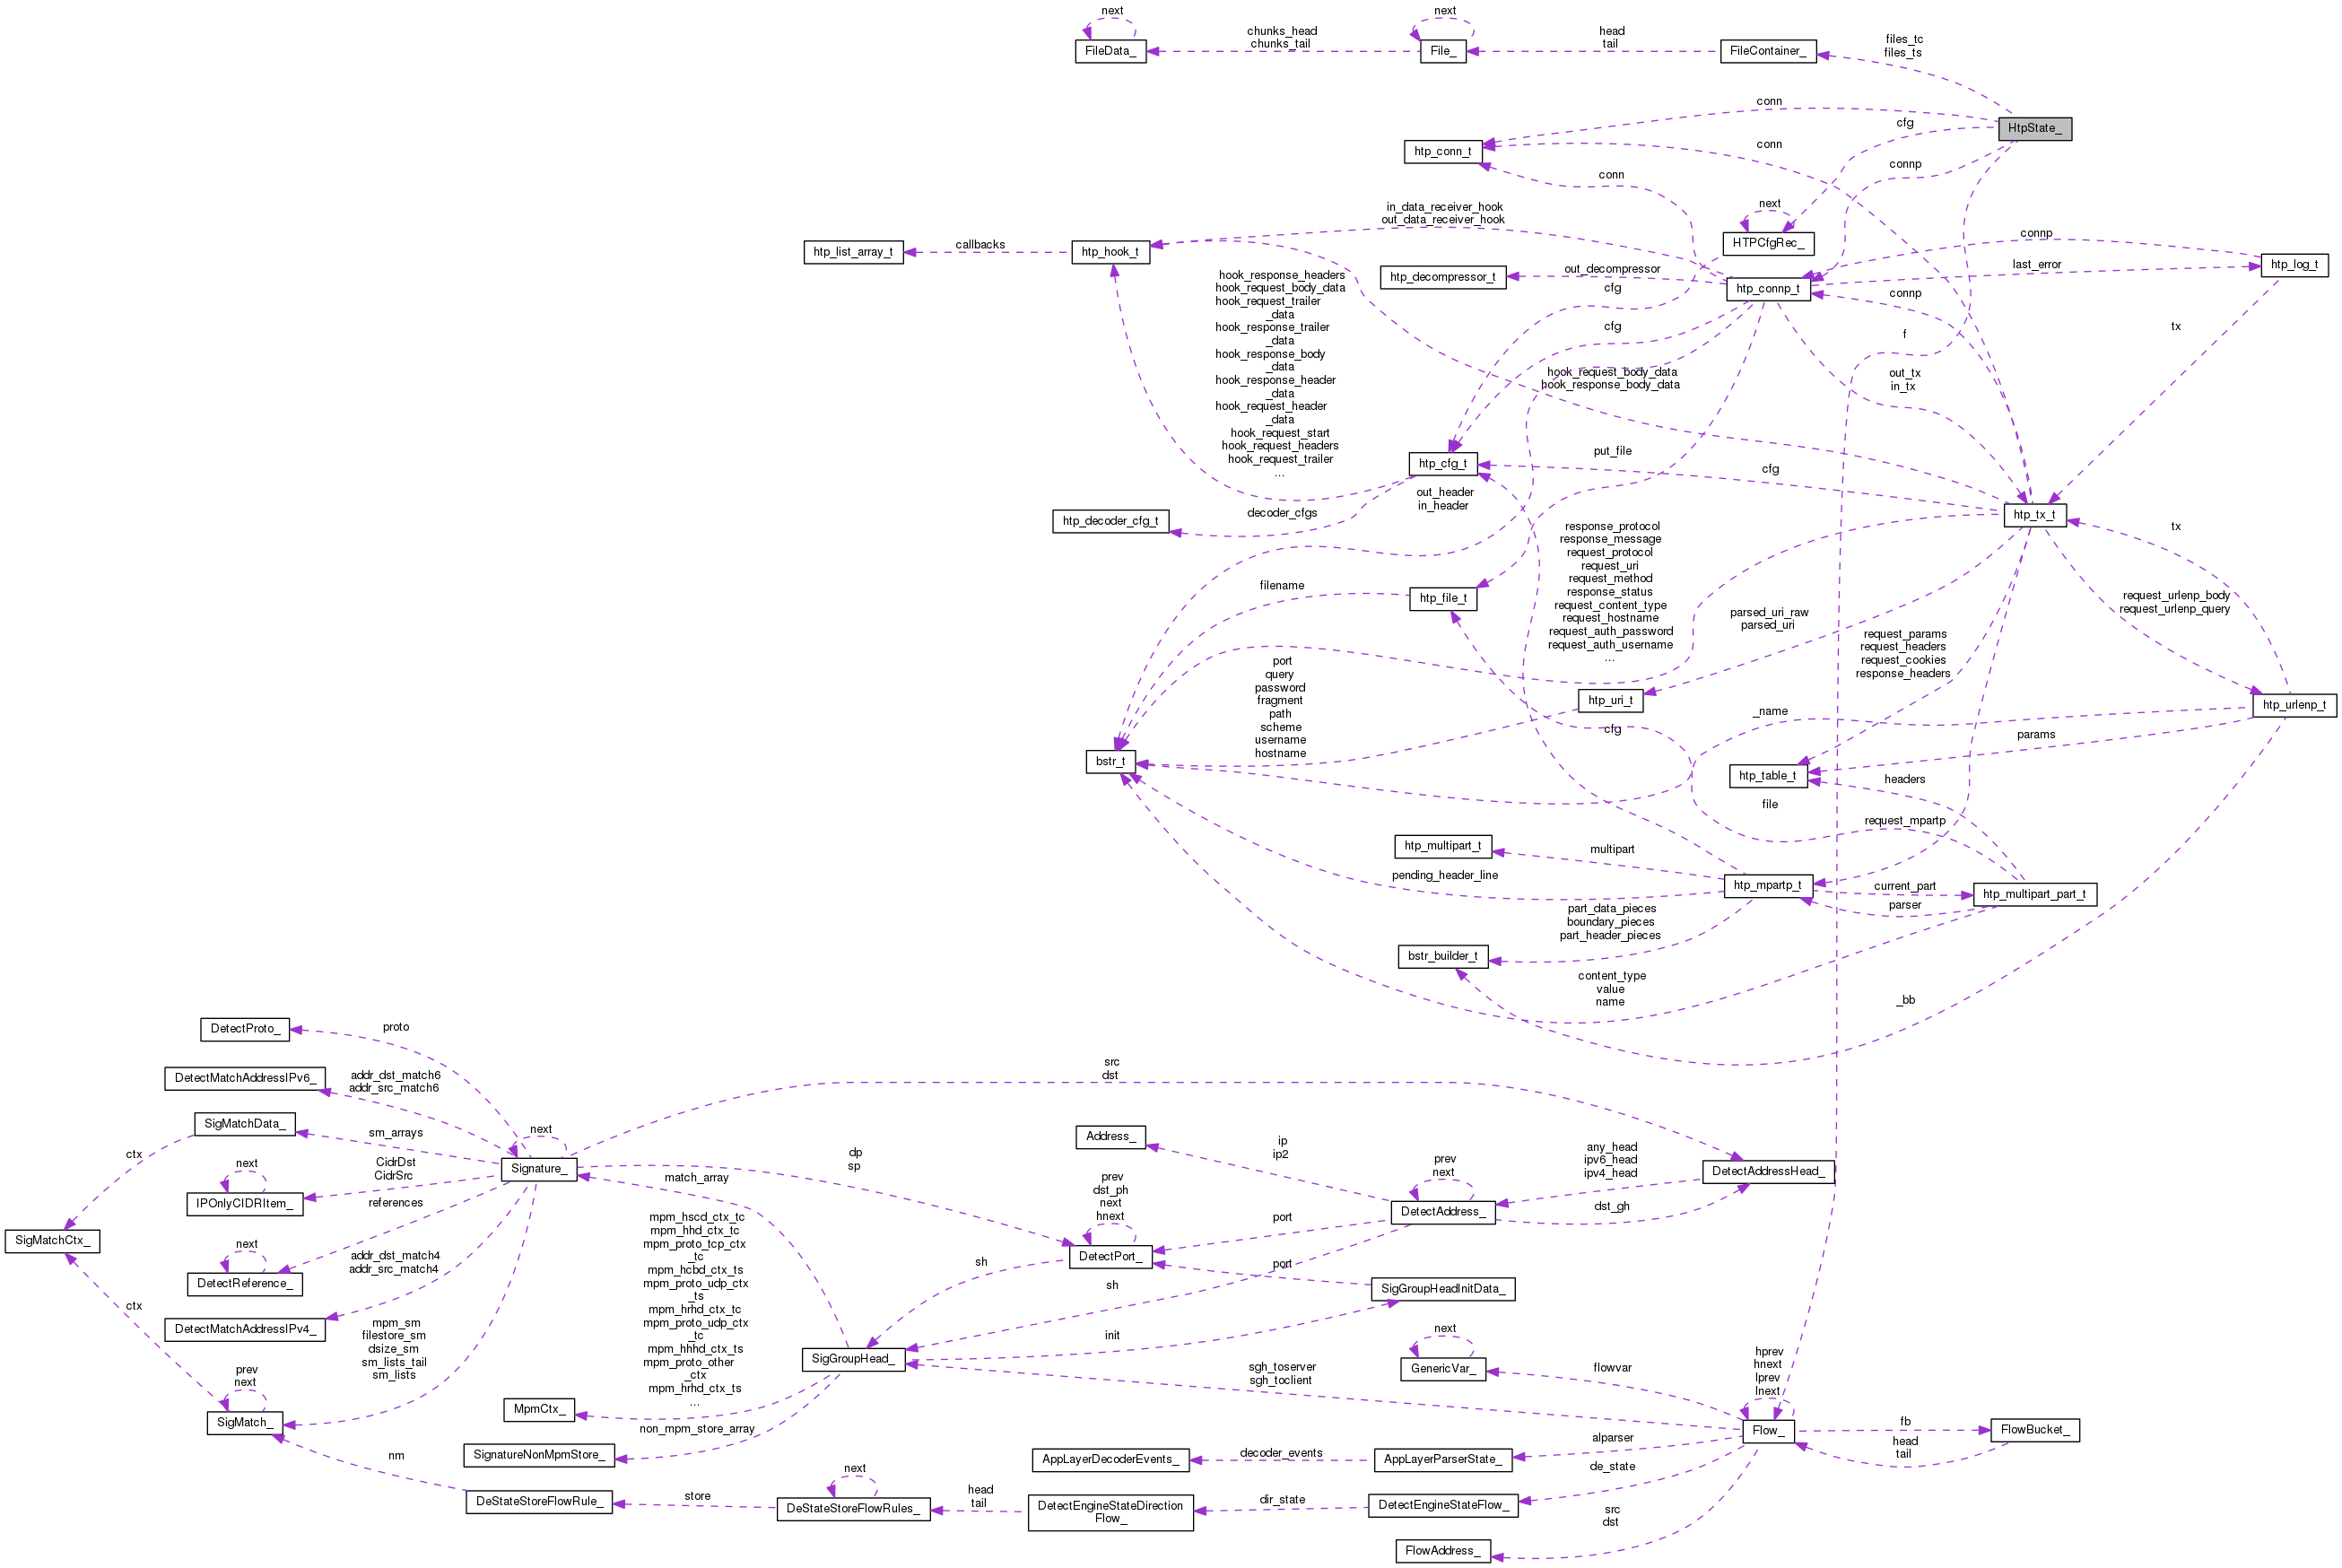 next
next
FileData_
chunks_head
chunks_tail
File_
head
tail
FileContainer_
files_tc
files_ts
HtpState_
conn
cfg
conn
connp
htp_conn_t
conn
next
HTPCfgRec_
in_data_receiver_hook
out_data_receiver_hook
htp_list_array_t
callbacks
htp_hook_t
connp
htp_log_t
last_error
htp_decompressor_t
out_decompressor
cfg
htp_connp_t
connp
hook_response_headers
hook_request_body_data
hook_request_trailer
_data
hook_response_trailer
_data
hook_response_body
_data
hook_response_header
_data
hook_request_header
_data
hook_request_start
hook_request_headers
hook_request_trailer
...
cfg
f
tx
hook_request_body_data
hook_response_body_data
out_tx
in_tx
htp_cfg_t
put_file
cfg
out_header
in_header
htp_decoder_cfg_t
decoder_cfgs
htp_tx_t
tx
response_protocol
response_message
request_protocol
request_uri
request_method
response_status
request_content_type
request_hostname
request_auth_password
request_auth_username
...
filename
htp_file_t
parsed_uri_raw
parsed_uri
request_urlenp_body
request_urlenp_query
request_params
request_headers
request_cookies
response_headers
port
query
password
fragment
path
scheme
username
hostname
htp_uri_t
_name
htp_urlenp_t
cfg
params
bstr_t
htp_table_t
headers
file
request_mpartp
htp_multipart_t
multipart
pending_header_line
htp_mpartp_t
current_part
htp_multipart_part_t
parser
part_data_pieces
boundary_pieces
part_header_pieces
bstr_builder_t
content_type
value
name
_bb
DetectProto_
proto
DetectMatchAddressIPv6_
addr_dst_match6
addr_src_match6
src
dst
SigMatchData_
sm_arrays
next
ctx
next
CidrDst
CidrSrc
Signature_
IPOnlyCIDRItem_
references
dp
sp
Address_
ip
ip2
any_head
ipv6_head
ipv4_head
DetectAddressHead_
prev
next
DetectAddress_
dst_gh
match_array
prev
dst_ph
next
hnext
port
SigMatchCtx_
next
DetectReference_
addr_dst_match4
addr_src_match4
DetectPort_
sh
port
sh
SigGroupHeadInitData_
mpm_hscd_ctx_tc
mpm_hhd_ctx_tc
mpm_proto_tcp_ctx
_tc
mpm_hcbd_ctx_ts
mpm_proto_udp_ctx
_ts
mpm_hrhd_ctx_tc
mpm_proto_udp_ctx
_tc
mpm_hhhd_ctx_ts
mpm_proto_other
_ctx
mpm_hrhd_ctx_ts
...
ctx
DetectMatchAddressIPv4_
init
mpm_sm
filestore_sm
dsize_sm
sm_lists_tail
sm_lists
SigGroupHead_
next
GenericVar_
flowvar
hprev
hnext
lprev
lnext
sgh_toserver
sgh_toclient
prev
next
SigMatch_
MpmCtx_
non_mpm_store_array
Flow_
fb
FlowBucket_
head
tail
SignatureNonMpmStore_
AppLayerDecoderEvents_
decoder_events
AppLayerParserState_
alparser
nm
next
de_state
DeStateStoreFlowRule_
store
DeStateStoreFlowRules_
head
tail
DetectEngineStateDirection
Flow_
dir_state
DetectEngineStateFlow_
src
dst
FlowAddress_